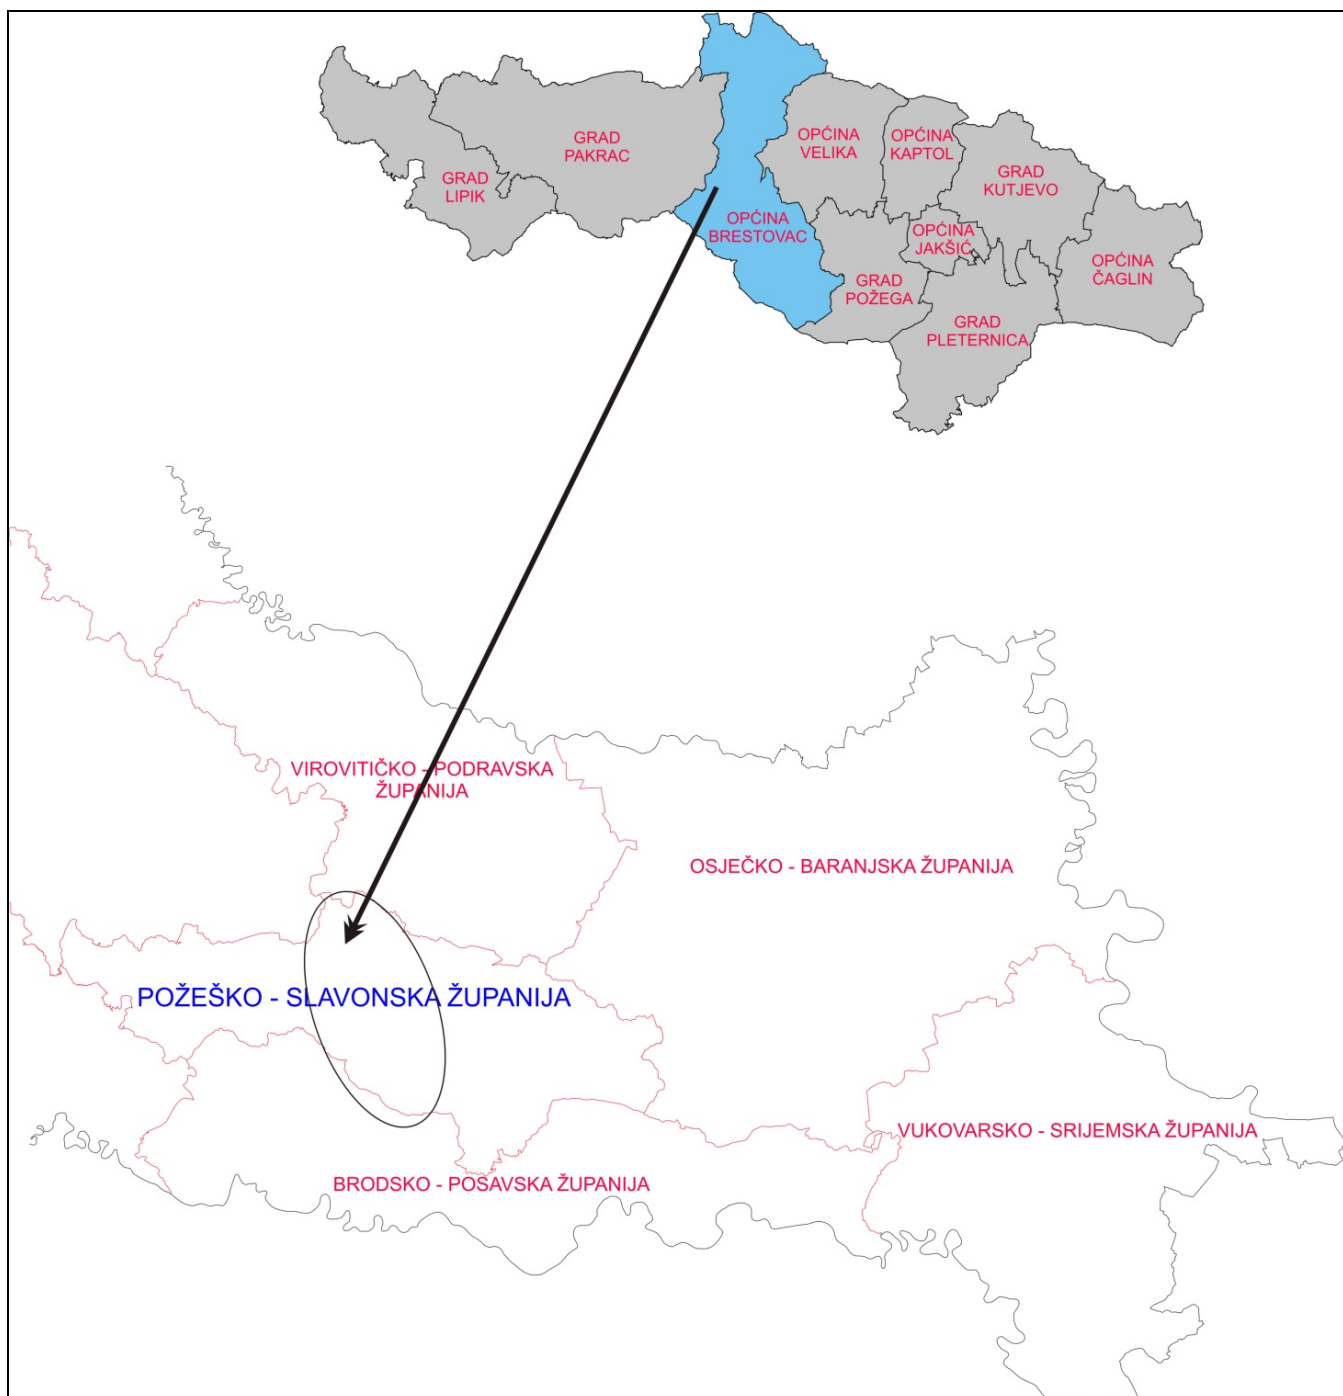 GRAD
PAKRAC
OPĆINA
VELIKA
OPĆINA
KAPTOL
GRAD
LIPIK
GRAD
KUTJEVO
OPĆINA
BRESTOVAC
OPĆINA
JAKŠIĆ
OPĆINA
ČAGLIN
GRAD
POŽEGA
GRAD
PLETERNICA
VIROVITIČKO - PODRAVSKA
ŽUPANIJA
OSJEČKO - BARANJSKA ŽUPANIJA
POŽEŠKO - SLAVONSKA ŽUPANIJA
VUKOVARSKO - SRIJEMSKA ŽUPANIJA
BRODSKO - POSAVSKA ŽUPANIJA